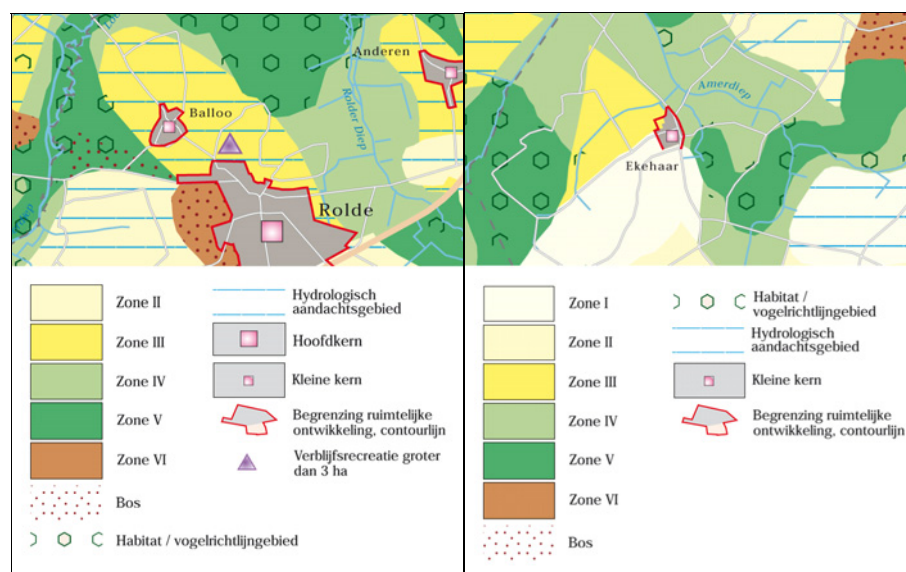 Anderen
Balloo
Rolder Diep
Rolde
Diep
Zone II
Zone III
Zone IV
Zone V
Zone VI
Bos
Habitat / vogelrichtlijngebied
Hydrologisch
aandachtsgebied
Hoofdkern
Kleine kern
Begrenzing ruimtelijke
ontwikkeling, contourlijn
Verblijfsrecreatie groter
dan 3 ha
Amerdiep
Ekehaar
Zone I
Zone II
Zone III
Zone IV
Zone V
Zone VI
Bos
Habitat /
vogelrichtlijngebied
Hydrologisch
aandachtsgebied
Kleine kern
Begrenzing ruimtelijke
ontwikkeling, contourlijn